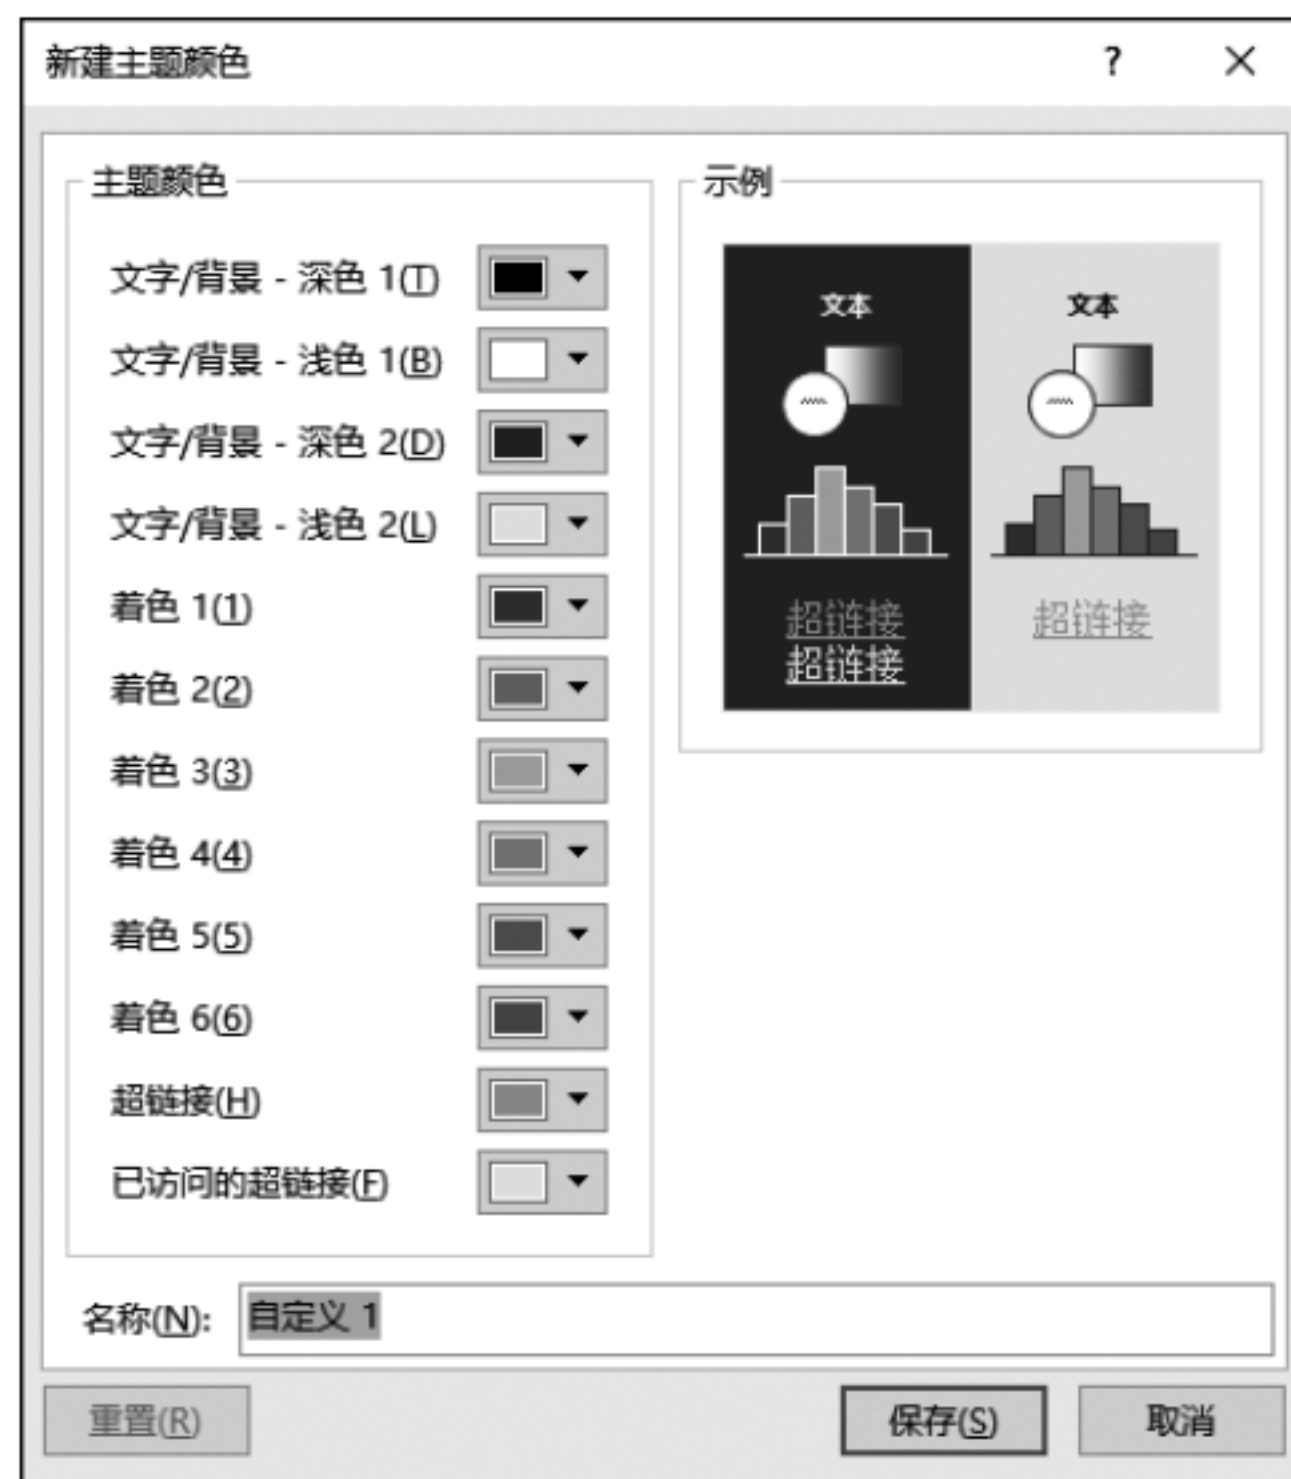 新建主题颜色 ?
主题颜色
文字/背景 - 深色 1(T)
文字/背景 - 浅色 1(B)
文字/背景 - 深色 2(D)
文字/背景 - 浅色 2(L)
着色 1(1)
着色 2(2)
着色 3(3)
着色 4(4)
着色 5(5)
着色 6(6)
超链接(H)
已访问的超链接(F)
示例
文本 文本
超链接 超链接
超链接
名称(N): 自定义 1
重置(R) 保存(S) 取消